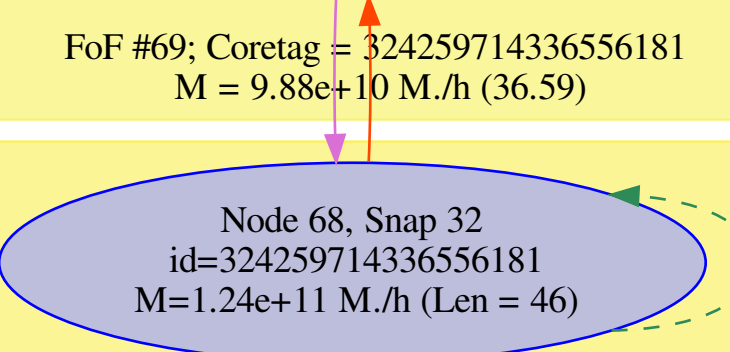 FoF #69; Coretag = 324259714336556181
M = 9.88e+10 M./h (36.59)
Node 68, Snap 32
id=324259714336556181
M=1.24e+11 M./h (Len = 46)